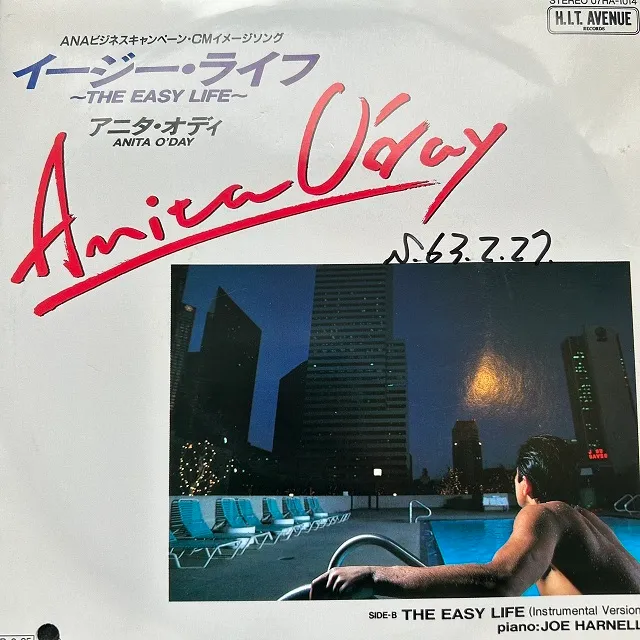 STEREO 07HA-1014
H.I.T. AVENUE
RECORDS
ANAビジネスキャンペーン・CMイメージソング
イージー・ライフ
〜THE EASY LIFE〜
アニタ・オディ
ANITA O'DAY
Anita O'day
S.63.2.27.
SIDE-B THE EASY LIFE (Instrumental Version
piano:JOE HARNELL